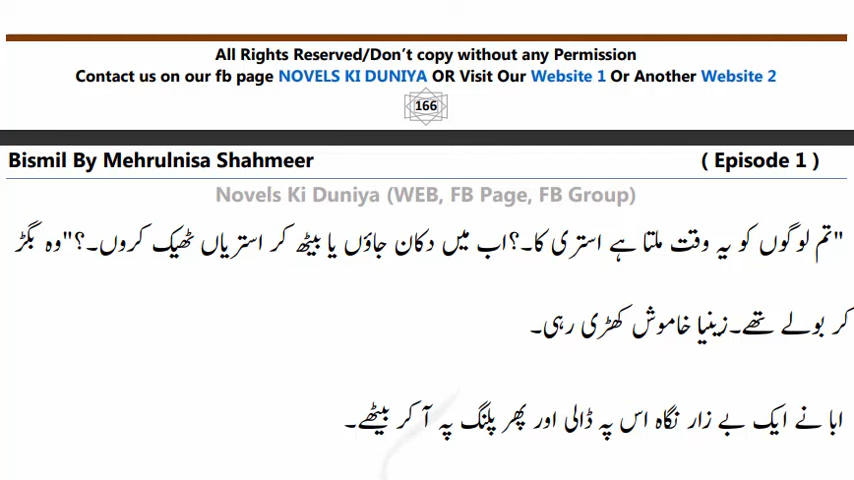 All Rights Reserved/Don’t copy without any Permission
Contact us on our fb page NOVELS KI DUNIYA OR Visit Our Website 1 Or Another Website 2
166
Bismil By Mehrulnisa Shahmeer ( Episode 1 )
Novels Ki Duniya (WEB, FB Page, FB Group)
"تم لوگوں کو یہ وقت ملتا ہے استری کا۔؟اب میں دکان جاؤں یا بیٹھ کر استریاں ٹھیک کروں۔؟"وہ بگڑ
کر بولے تھے۔زینیا خاموش کھڑی رہی۔
ابا نے ایک بے زار نگاہ اس پہ ڈالی اور پھر پلنگ پہ آ کر بیٹھے۔